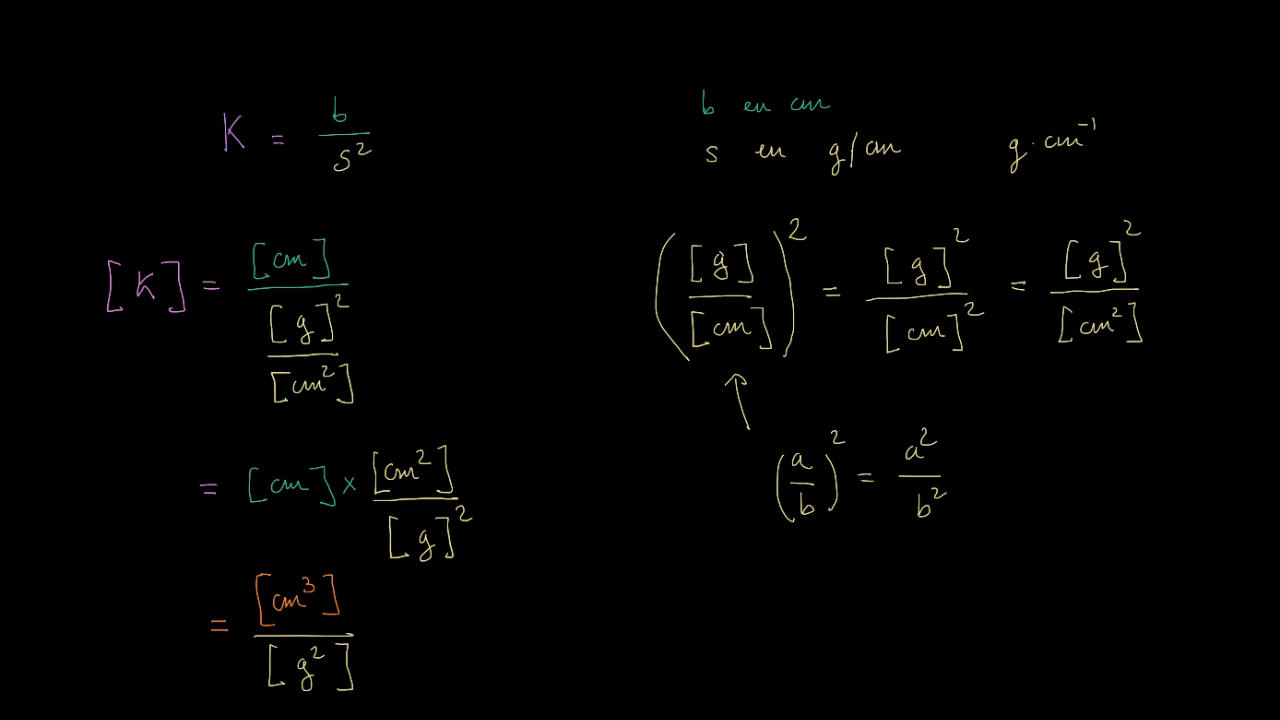 K = b / s²
b en cm
s en g/cm g·cm⁻¹
[K] = [cm] / ([g]² / [cm²])
([g] / [cm])² = [g]² / [cm]² = [g]² / [cm²]
(a / b)² = a² / b²
= [cm] × [cm²] / [g]²
= [cm³] / [g²]